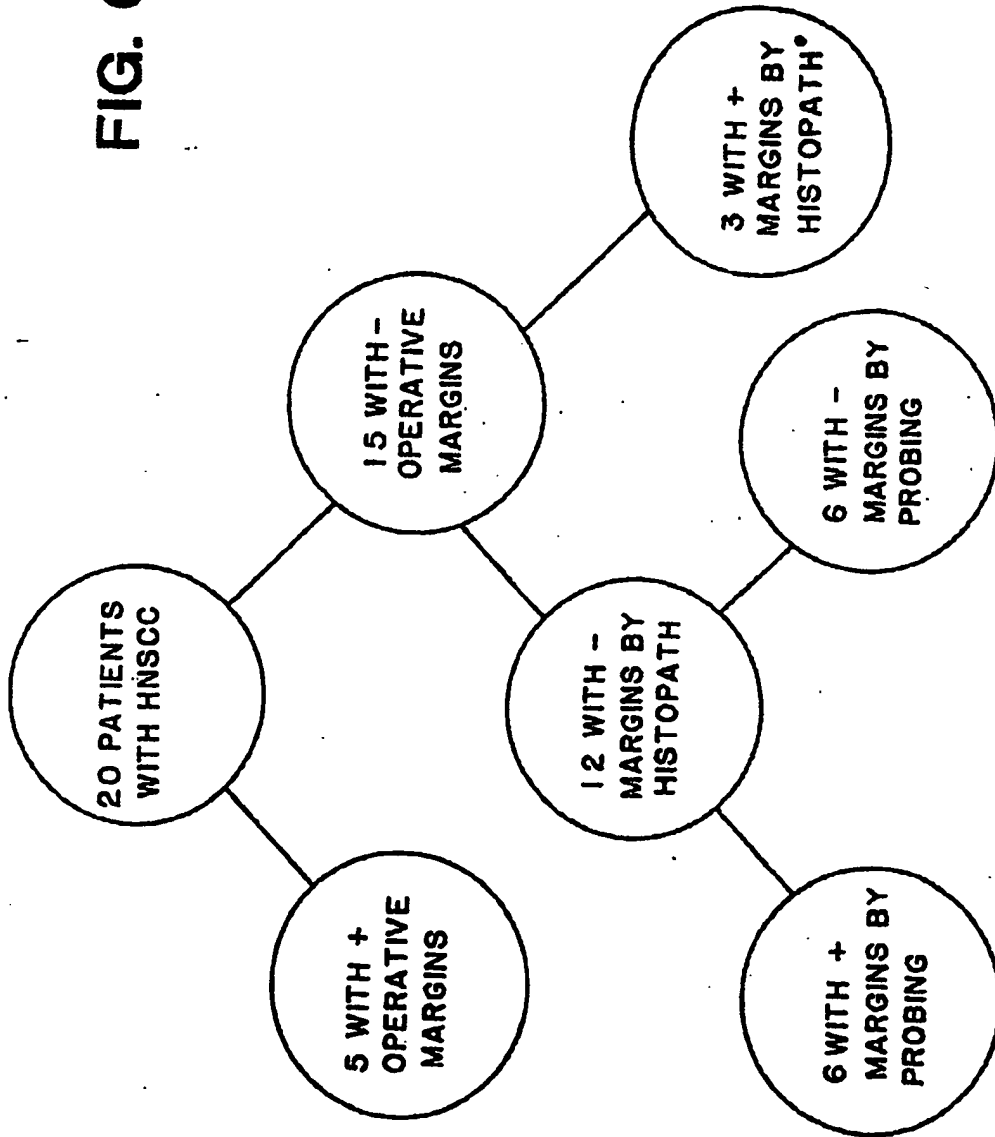 FIG.
20 PATIENTS
WITH HNSCC
5 WITH +
OPERATIVE
MARGINS
15 WITH -
OPERATIVE
MARGINS
12 WITH -
MARGINS BY
HISTOPATH
3 WITH +
MARGINS BY
HISTOPATH*
6 WITH +
MARGINS BY
PROBING
6 WITH -
MARGINS BY
PROBING